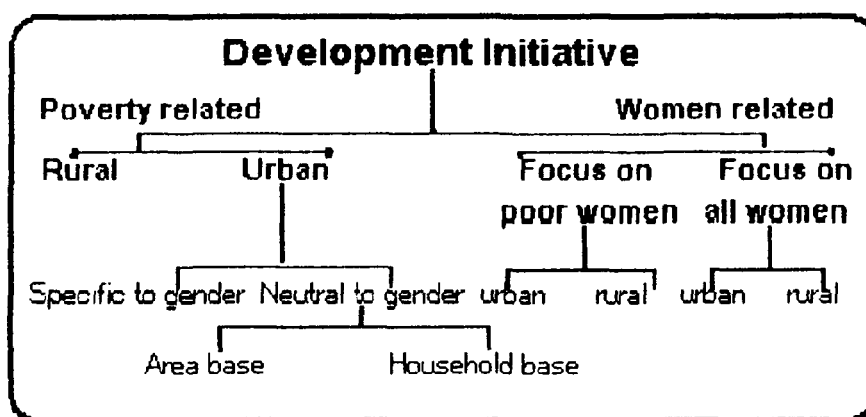 Development Initiative
Poverty related Women related
Rural Urban Focus on Focus on
poor women all women
Specific to gender Neutral to gender urban rural urban rural
Area base Household base